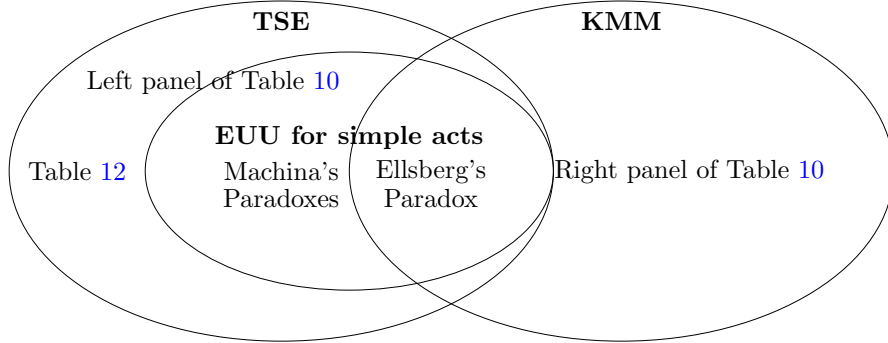 TSE
KMM
Left panel of Table 10
EUU for simple acts
Table 12
Machina's
Paradoxes
Ellsberg's
Paradox
Right panel of Table 10